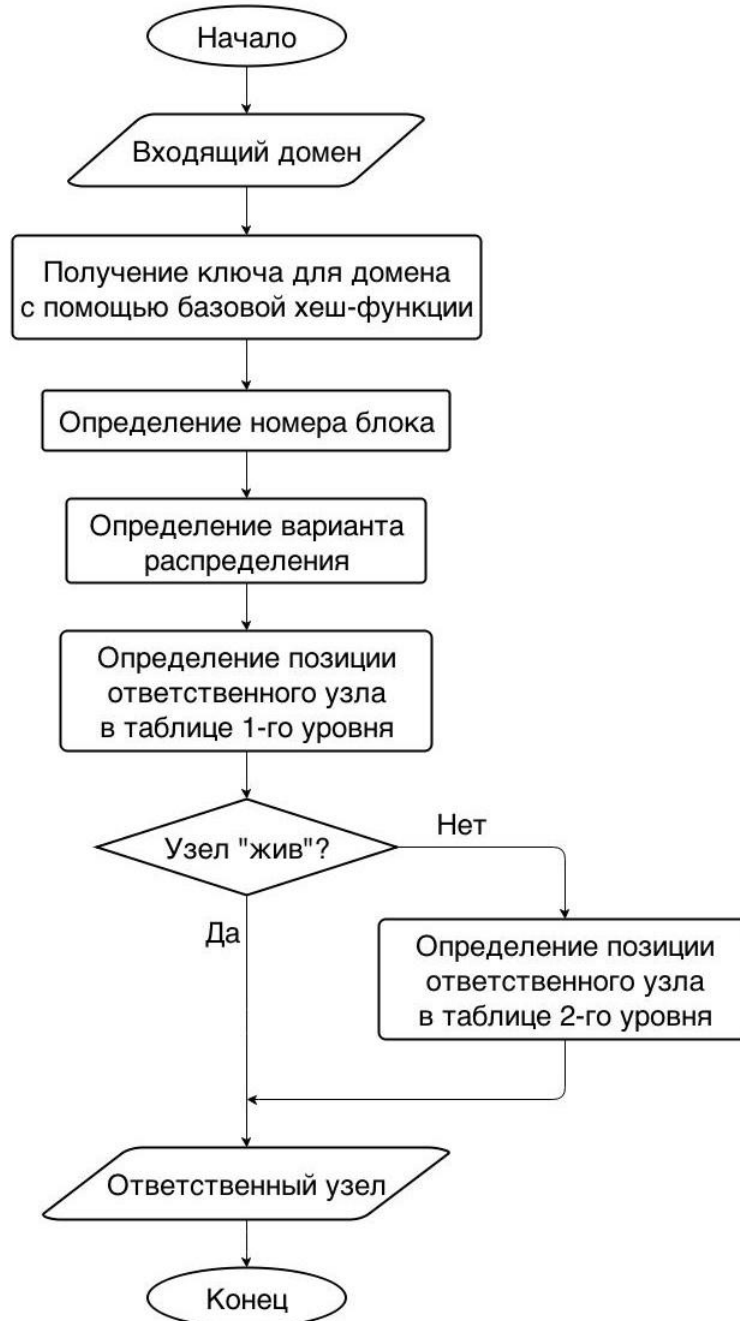 Начало
Входящий домен
Получение ключа для домена
с помощью базовой хеш-функции
Определение номера блока
Определение варианта
распределения
Определение позиции
ответственного узла
в таблице 1-го уровня
Узел "жив"?
Нет
Да
Определение позиции
ответственного узла
в таблице 2-го уровня
Ответственный узел
Конец